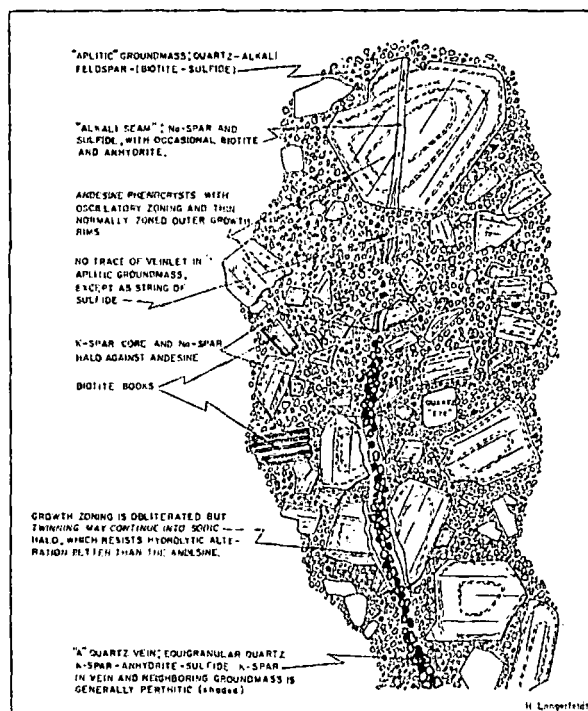 "APLITIC" GROUNDMASS; QUARTZ-ALKALI
FELDSPAR-(BIOTITE-SULFIDE)
"ALKALI SEAM"; Na-SPAR AND
SULFIDE, WITH OCCASIONAL BIOTITE
AND ANHYDRITE.
ANDESINE PHENOCRYSTS WITH
OSCILLATORY ZONING AND THIN
NORMALLY ZONED OUTER GROWTH
RIMS
NO TRACE OF VEINLET IN
APLITIC GROUNDMASS,
EXCEPT AS STRING OF
SULFIDE
K-SPAR CORE AND Na-SPAR
HALO AGAINST ANDESINE
BIOTITE BOOKS
QUARTZ
"EYE"
GROWTH ZONING IS OBLITERATED BUT
TWINNING MAY CONTINUE INTO SODIC
HALO, WHICH RESISTS HYDROLYTIC ALTE-
RATION BETTER THAN THE ANDESINE.
"A" QUARTZ VEIN; EQUIGRANULAR QUARTZ
K-SPAR-ANHYDRITE-SULFIDE K-SPAR
IN VEIN AND NEIGHBORING GROUNDMASS IS
GENERALLY PERTHITIC (shaded)
H. Langerfeldt